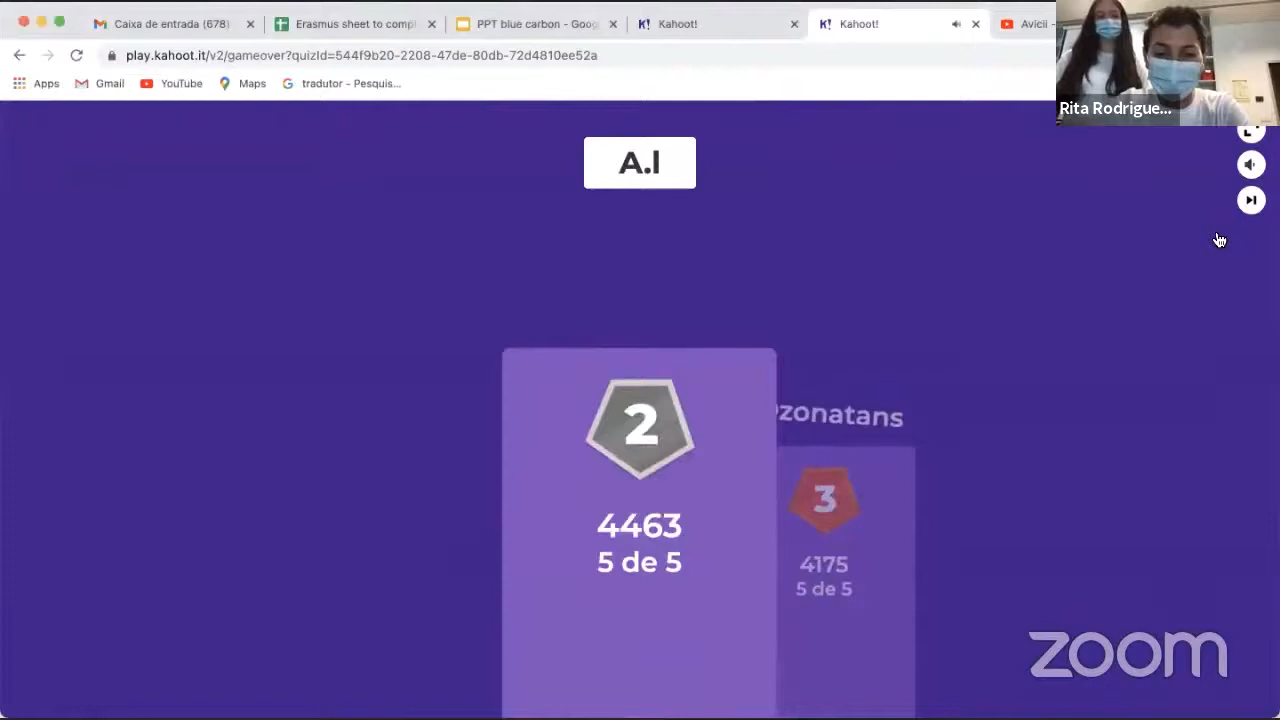 Caixa de entrada (678)
Erasmus sheet to compl
PPT blue carbon - Goog
K! Kahoot!
K! Kahoot!
Avicii -
play.kahoot.it/v2/gameover?quizId=544f9b20-2208-47de-80db-72d4810ee52a
Apps
Gmail
YouTube
Maps
tradutor - Pesquis...
Rita Rodrigue...
A.l
2
4463
5 de 5
zonatans
3
4175
5 de 5
zoom